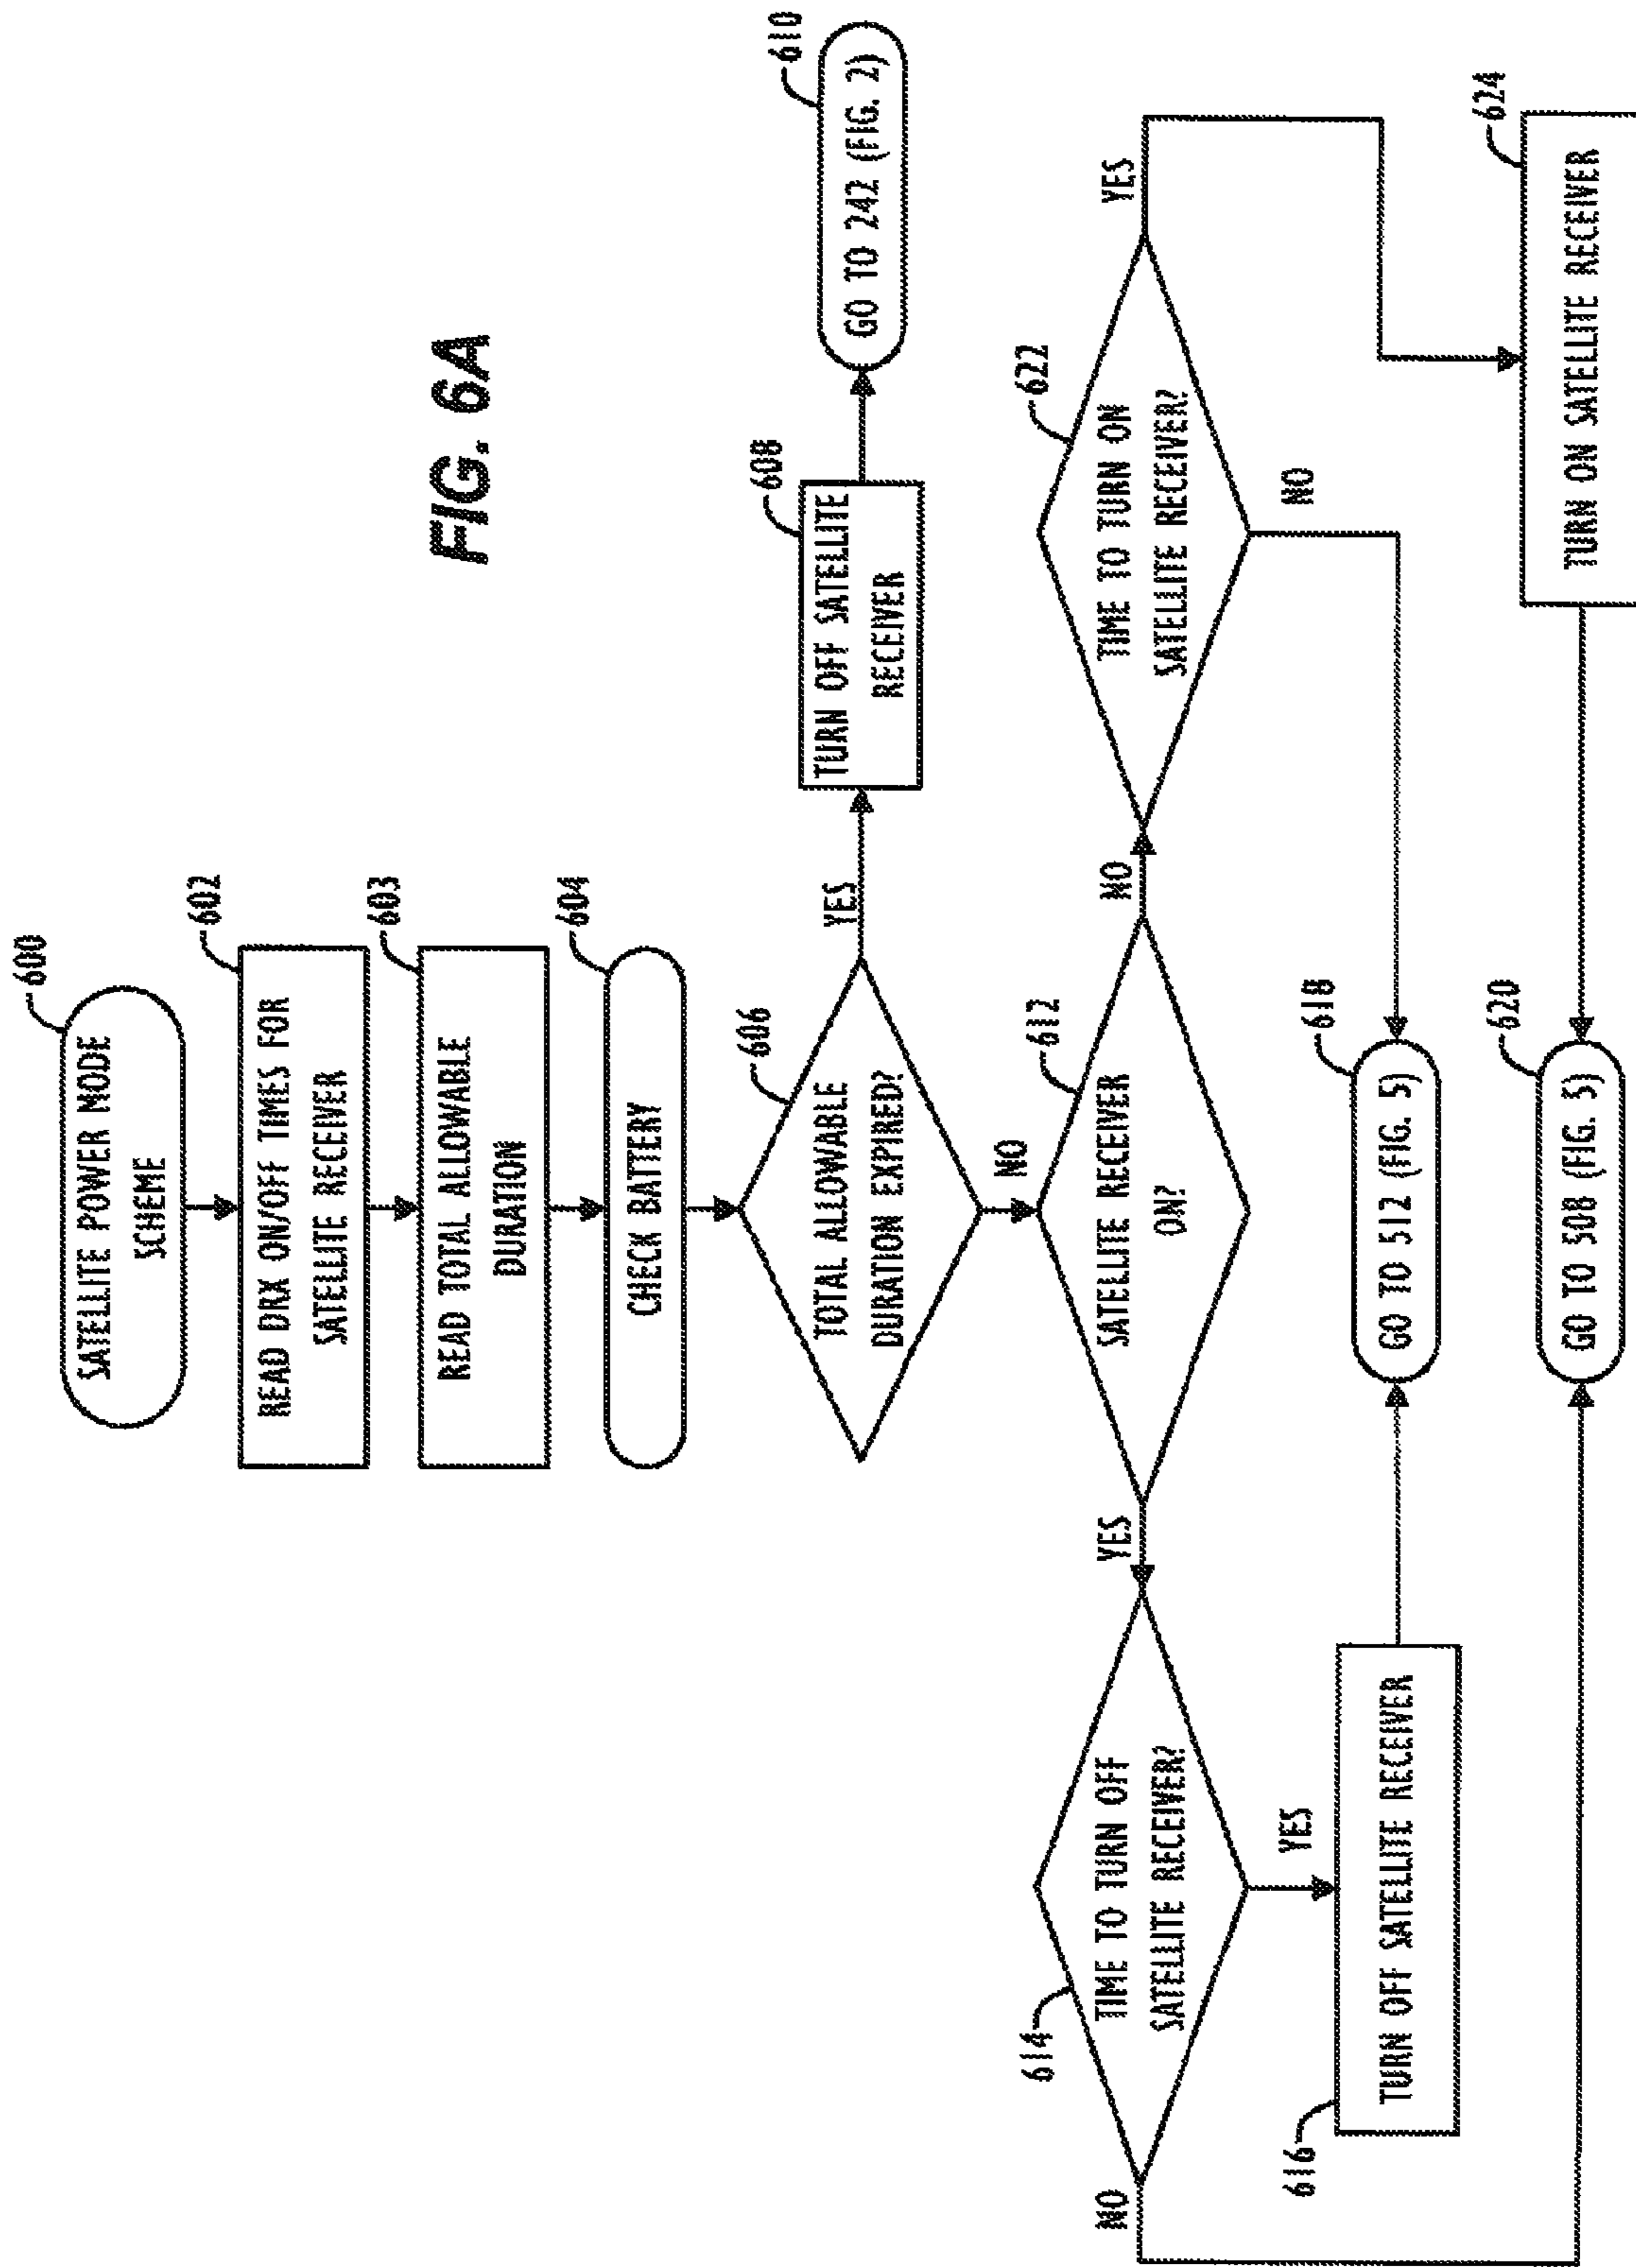 FIG. 6A
600
SATELLITE POWER MODE
SCHEME
602
READ DRX ON/OFF TIMES FOR
SATELLITE RECEIVER
603
READ TOTAL ALLOWABLE
DURATION
604
CHECK BATTERY
606
TOTAL ALLOWABLE
DURATION EXPIRED?
YES
608
TURN OFF SATELLITE
RECEIVER
610
GO TO 242 (FIG. 2)
NO
612
SATELLITE RECEIVER
ON?
YES
NO
614
TIME TO TURN OFF
SATELLITE RECEIVER?
NO
YES
616
TURN OFF SATELLITE RECEIVER
618
GO TO 512 (FIG. 5)
620
GO TO 508 (FIG. 5)
622
TIME TO TURN ON
SATELLITE RECEIVER?
YES
NO
624
TURN ON SATELLITE RECEIVER